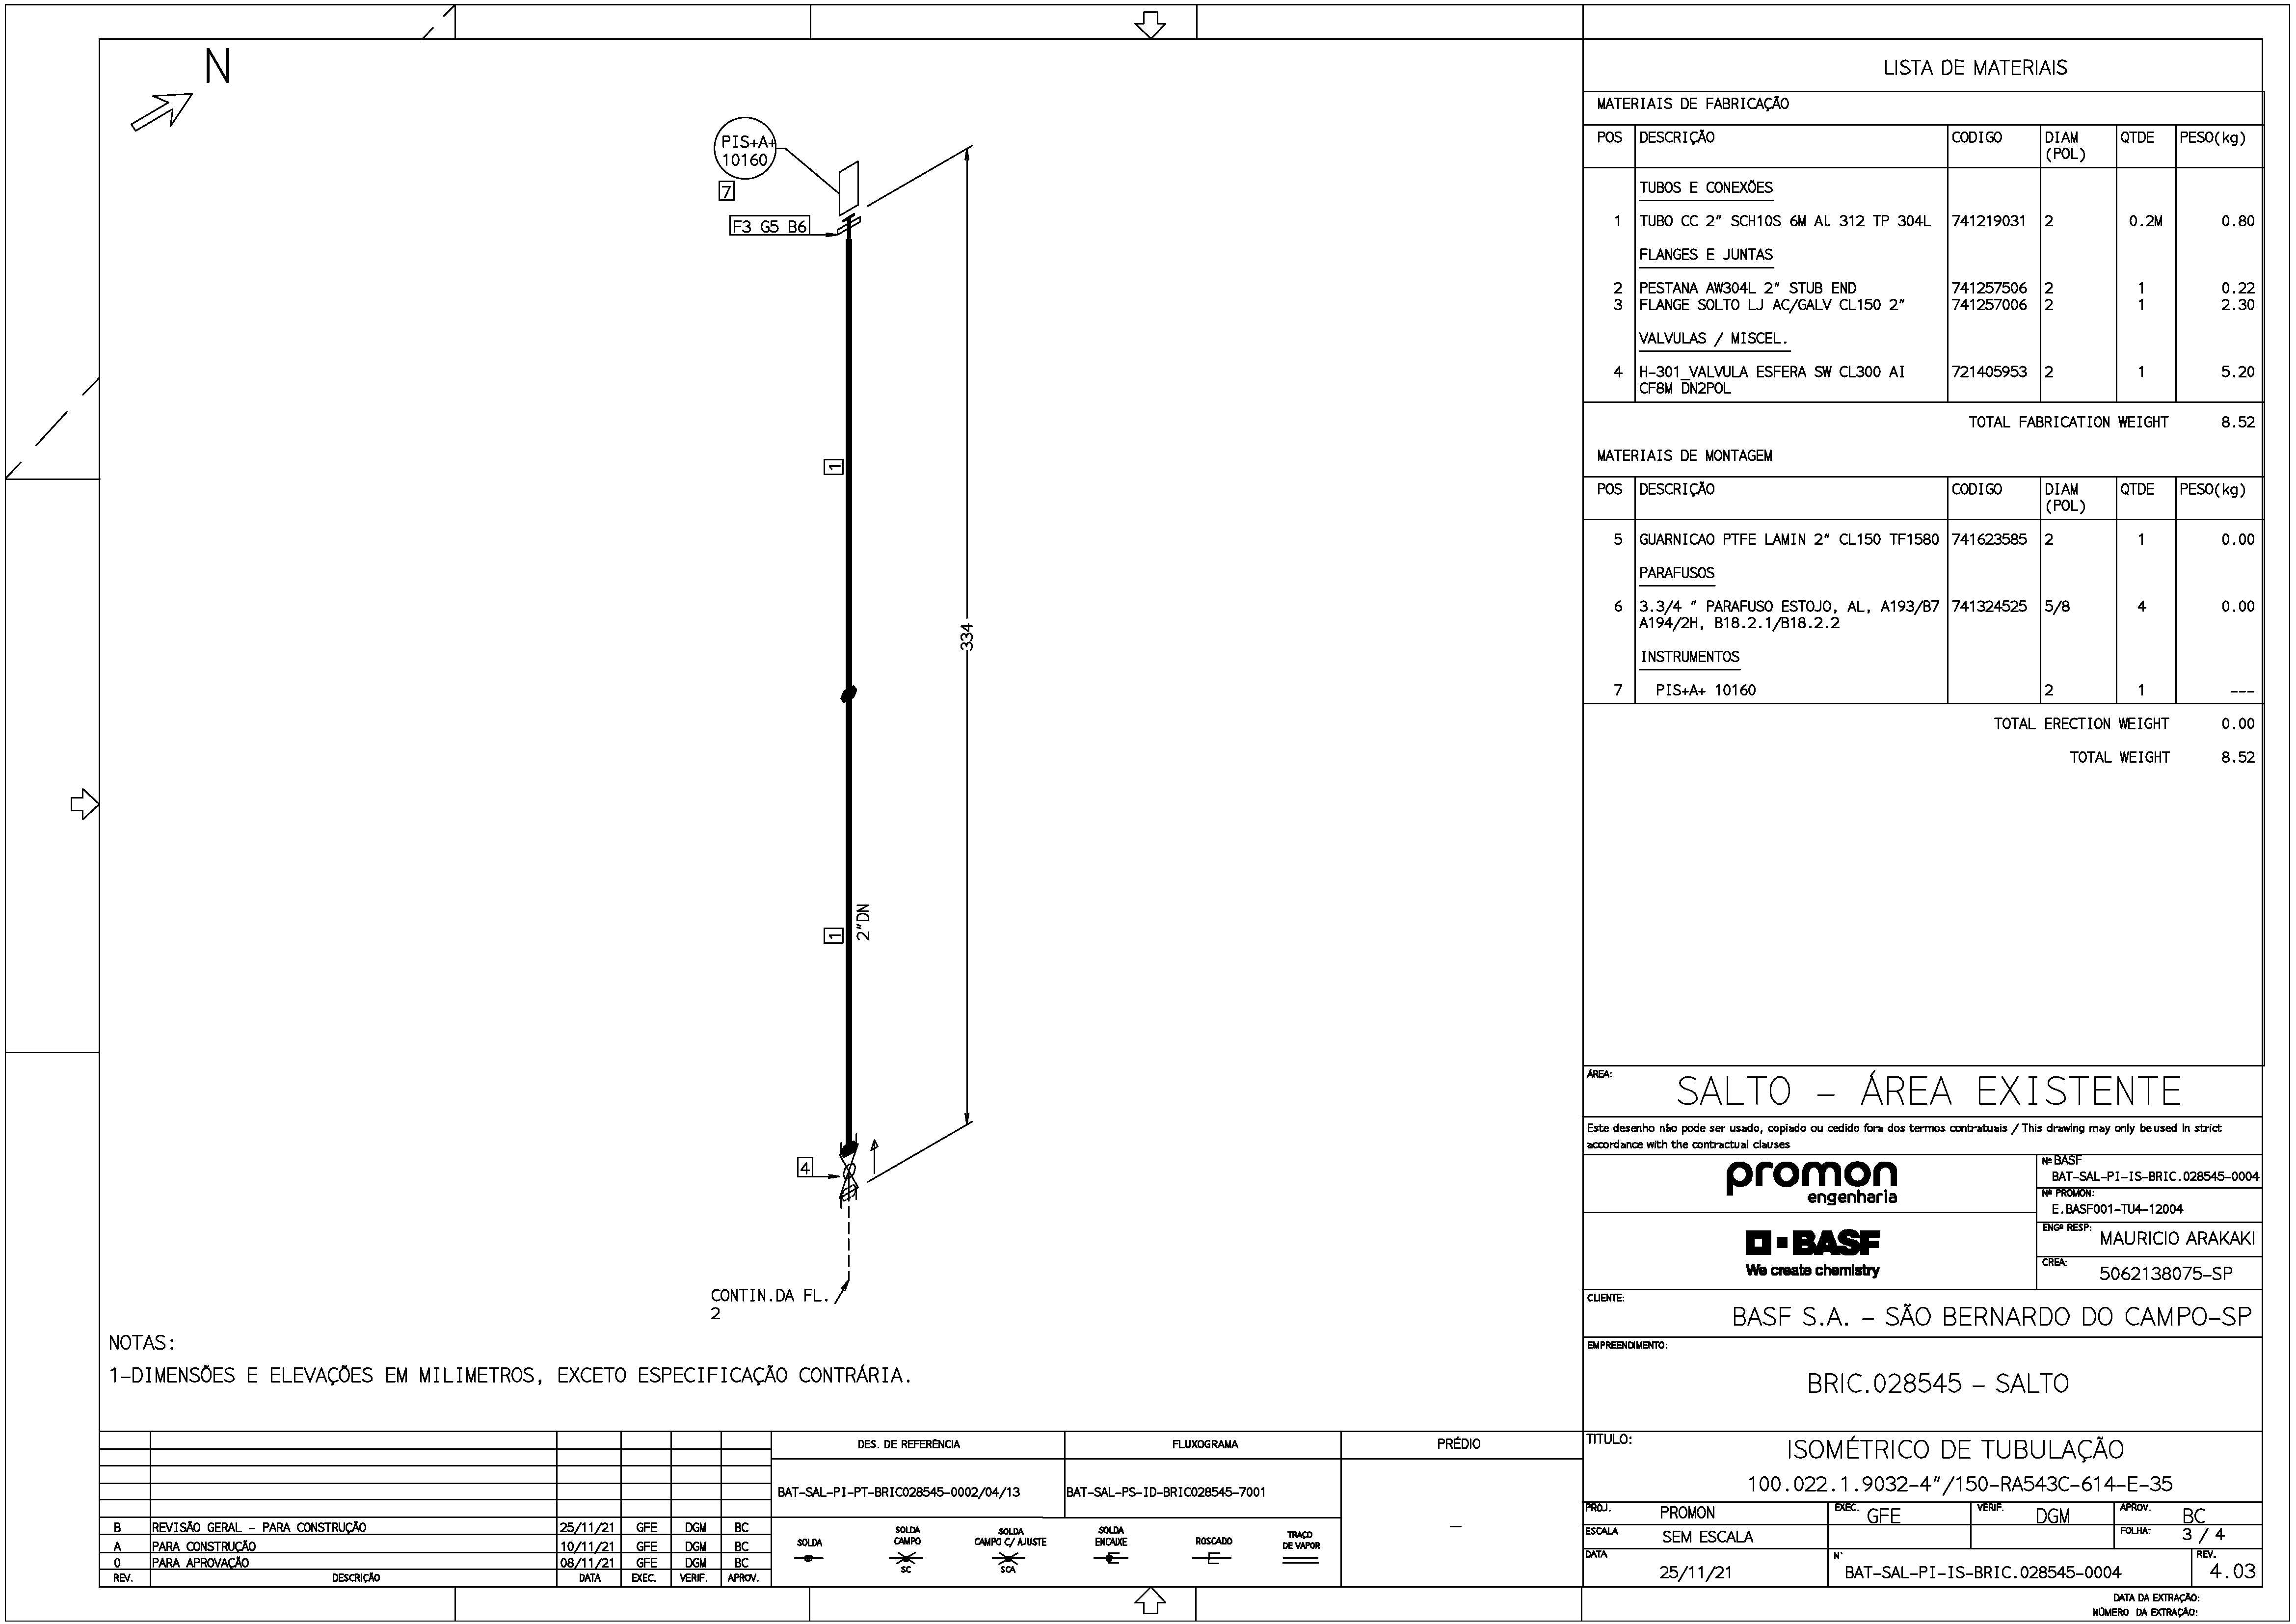 N
PIS+A+
10160
7
F3 G5 B6
1
334
1
2"DN
4
CONTIN.DA FL.
2
NOTAS:
1-DIMENSÕES E ELEVAÇÕES EM MILIMETROS, EXCETO ESPECIFICAÇÃO CONTRÁRIA.
LISTA DE MATERIAIS
MATERIAIS DE FABRICAÇÃO
POS DESCRIÇÃO CODIGO DIAM (POL) QTDE PESO(kg)
TUBOS E CONEXÕES
1 TUBO CC 2" SCH10S 6M Al 312 TP 304L 741219031 2 0.2M 0.80
FLANGES E JUNTAS
2 PESTANA AW304L 2" STUB END 741257506 2 1 0.22
3 FLANGE SOLTO LJ AC/GALV CL150 2" 741257006 2 1 2.30
VALVULAS / MISCEL.
4 H-301_VALVULA ESFERA SW CL300 AI 721405953 2 1 5.20
CF8M DN2POL
TOTAL FABRICATION WEIGHT 8.52
MATERIAIS DE MONTAGEM
POS DESCRIÇÃO CODIGO DIAM (POL) QTDE PESO(kg)
5 GUARNICAO PTFE LAMIN 2" CL150 TF1580 741623585 2 1 0.00
PARAFUSOS
6 3.3/4 " PARAFUSO ESTOJO, AL, A193/B7 741324525 5/8 4 0.00
A194/2H, B18.2.1/B18.2.2
INSTRUMENTOS
7 PIS+A+ 10160 2 1 ---
TOTAL ERECTION WEIGHT 0.00
TOTAL WEIGHT 8.52
ÁREA:
SALTO - ÁREA EXISTENTE
Este desenho não pode ser usado, copiado ou cedido fora dos termos contratuais / This drawing may only be used in strict
accordance with the contractual clauses
promon
engenharia
Nº BASF
BAT-SAL-PI-IS-BRIC.028545-0004
Nº PROMON:
E.BASF001-TU4-12004
BASF
We create chemistry
ENGº RESP:
MAURICIO ARAKAKI
CREA:
5062138075-SP
CLIENTE:
BASF S.A. - SÃO BERNARDO DO CAMPO-SP
EMPREENDIMENTO:
BRIC.028545 - SALTO
TITULO:
ISOMÉTRICO DE TUBULAÇÃO
100.022.1.9032-4"/150-RA543C-614-E-35
PROJ. PROMON EXEC. GFE VERIF. DGM APROV. BC
ESCALA SEM ESCALA FOLHA: 3 / 4
DATA 25/11/21 N° BAT-SAL-PI-IS-BRIC.028545-0004 REV. 4.03
DATA DA EXTRAÇÃO:
NÚMERO DA EXTRAÇÃO:
B REVISÃO GERAL - PARA CONSTRUÇÃO 25/11/21 GFE DGM BC
A PARA CONSTRUÇÃO 10/11/21 GFE DGM BC
0 PARA APROVAÇÃO 08/11/21 GFE DGM BC
REV. DESCRIÇÃO DATA EXEC. VERIF. APROV.
DES. DE REFERÊNCIA FLUXOGRAMA PRÉDIO
BAT-SAL-PI-PT-BRIC028545-0002/04/13 BAT-SAL-PS-ID-BRIC028545-7001 -
SOLDA
SOLDA CAMPO
SC
SOLDA CAMPO C/ AJUSTE
SCA
SOLDA ENCAIXE
ROSCADO
TRAÇO DE VAPOR